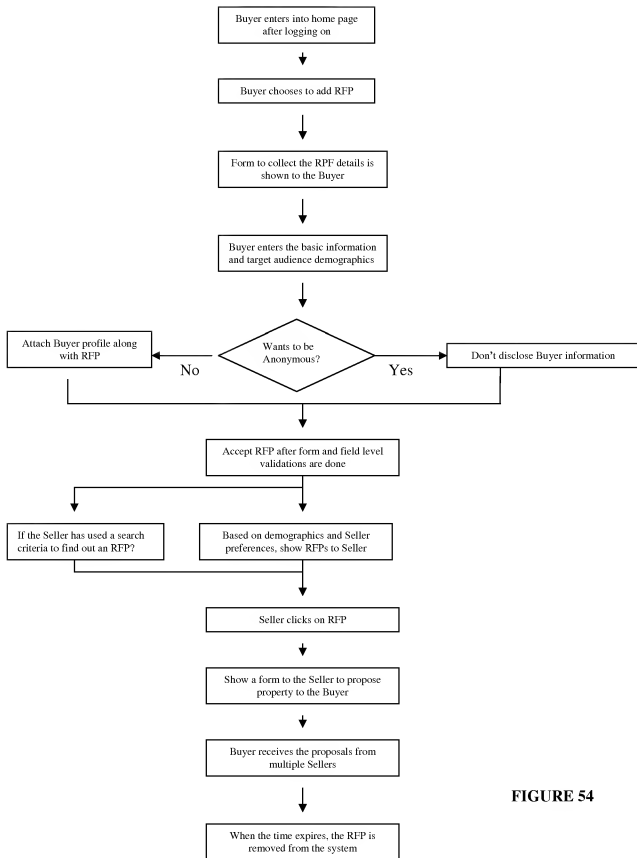 Buyer enters into home page
after logging on
Buyer chooses to add RFP
Form to collect the RPF details is
shown to the Buyer
Buyer enters the basic information
and target audience demographics
Wants to be
Anonymous?
Attach Buyer profile along
with RFP
No
Yes
Don't disclose Buyer information
Accept RFP after form and field level
validations are done
If the Seller has used a search
criteria to find out an RFP?
Based on demographics and Seller
preferences, show RFPs to Seller
Seller clicks on RFP
Show a form to the Seller to propose
property to the Buyer
Buyer receives the proposals from
multiple Sellers
FIGURE 54
When the time expires, the RFP is
removed from the system